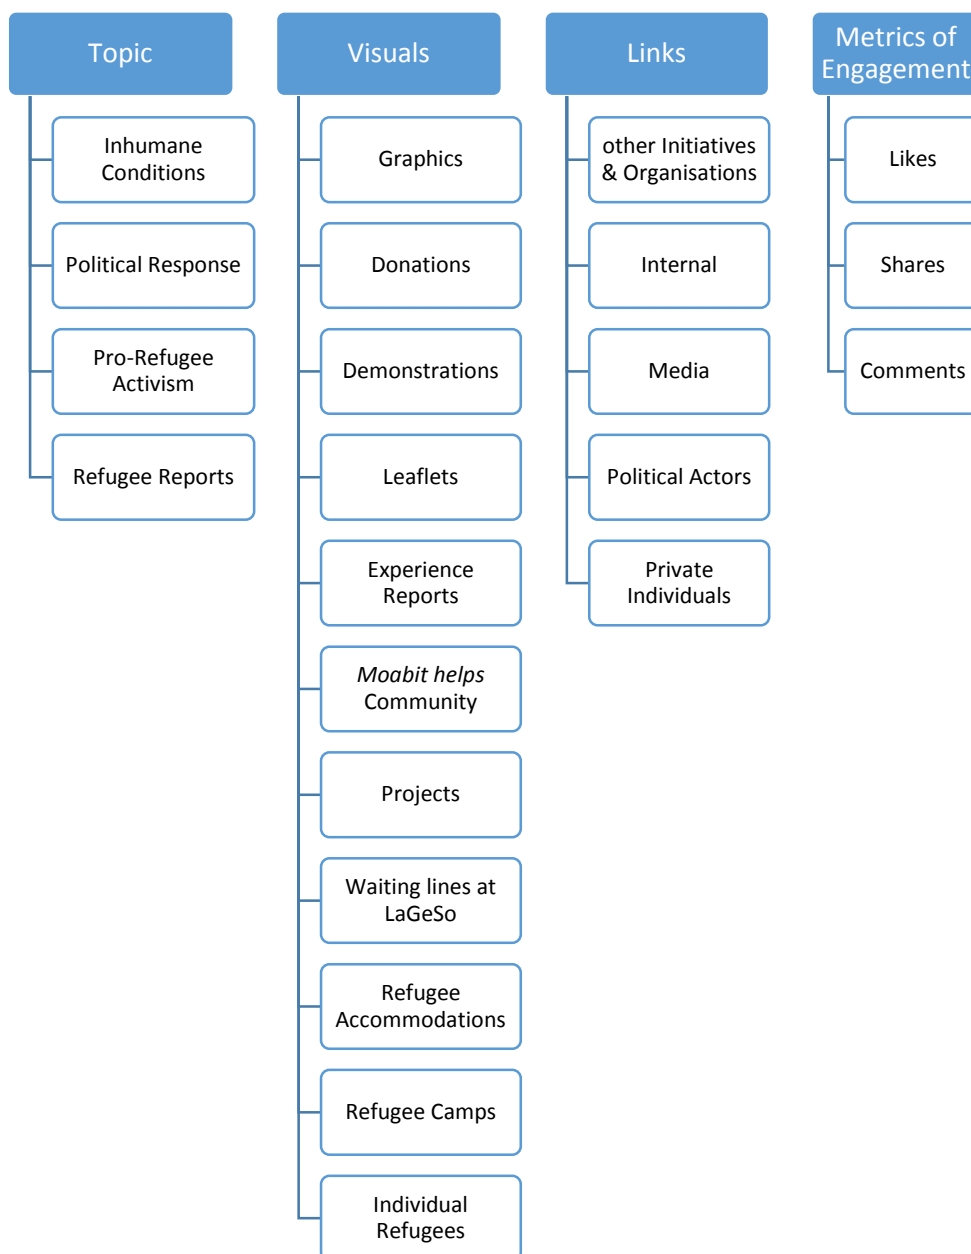 Topic
Inhumane
Conditions
Political Response
Pro-Refugee
Activism
Refugee Reports
Visuals
Graphics
Donations
Demonstrations
Leaflets
Experience
Reports
Moabit helps
Community
Projects
Waiting lines at
LaGeSo
Refugee
Accommodations
Refugee Camps
Individual
Refugees
Links
other Initiatives
& Organisations
Internal
Media
Political Actors
Private
Individuals
Metrics of
Engagement
Likes
Shares
Comments